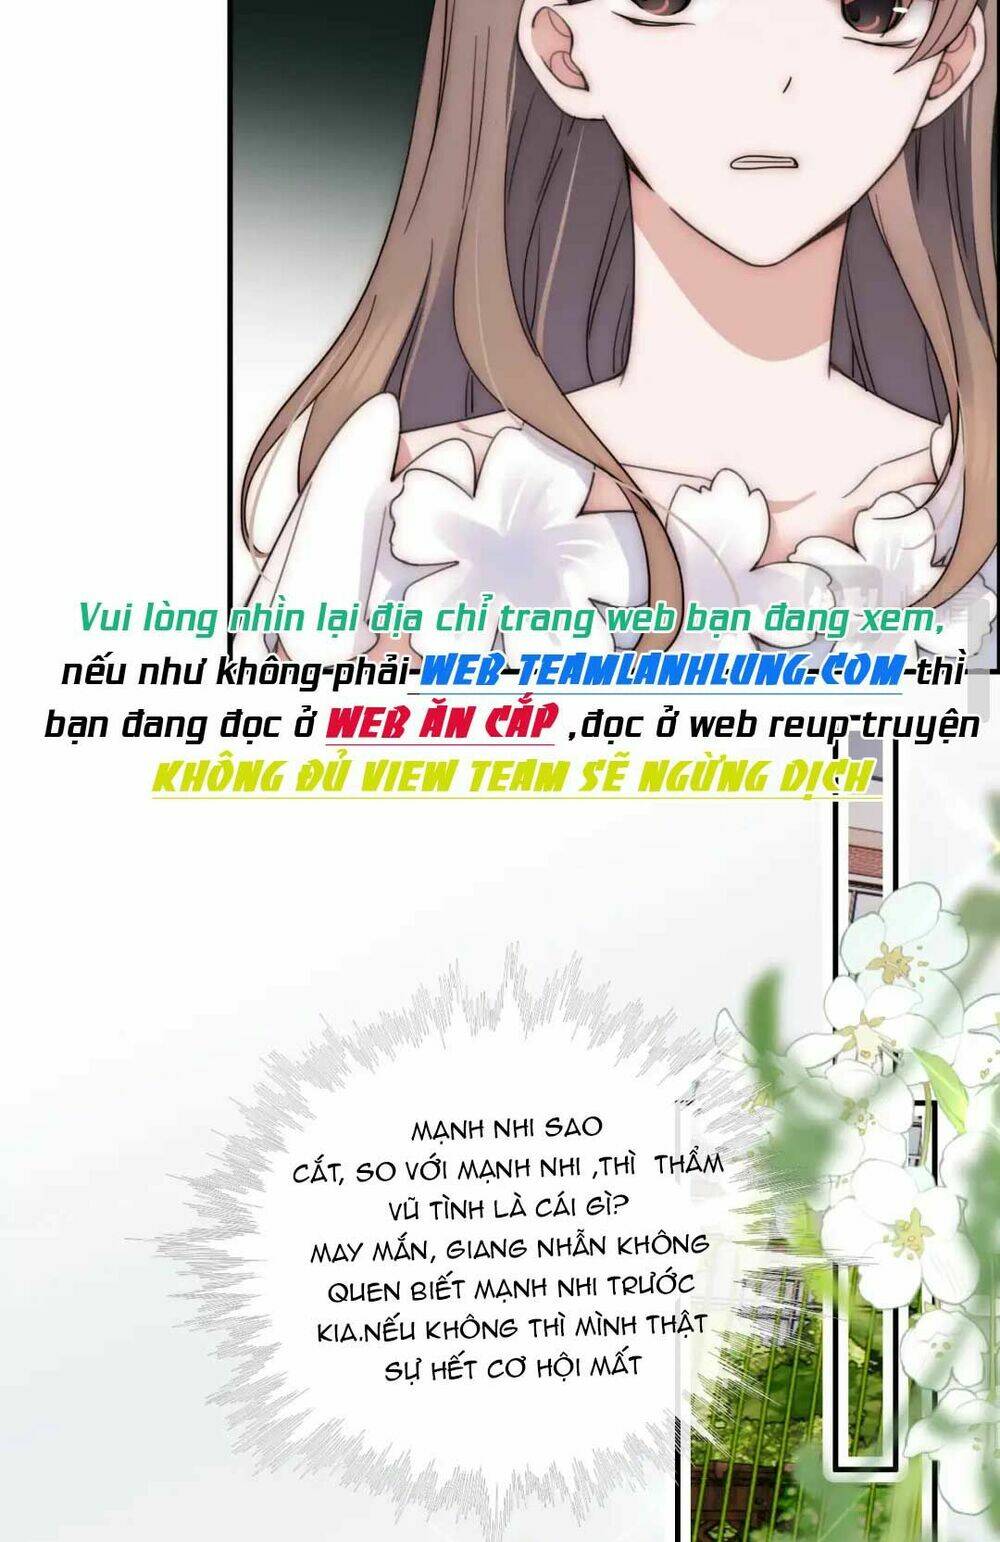 Vui lòng nhìn lại địa chỉ trang web bạn đang xem,
nếu như không phải WEB TEAMLANHLUNG.COM thì
bạn đang đọc ở WEB ĂN CẮP ,đọc ở web reup truyện
KHÔNG ĐỦ VIEW TEAM SẼ NGỪNG DỊCH
MẠNH NHI SAO
CẮT, SO VỚI MẠNH NHI ,THÌ THẨM
VŨ TÌNH LÀ CÁI GÌ?
MAY MẮN, GIANG NHẪN KHÔNG
QUEN BIẾT MẠNH NHI TRƯỚC
KIA.NẾU KHÔNG THÌ MÌNH THẬT
SỰ HẾT CƠ HỘI MẤT